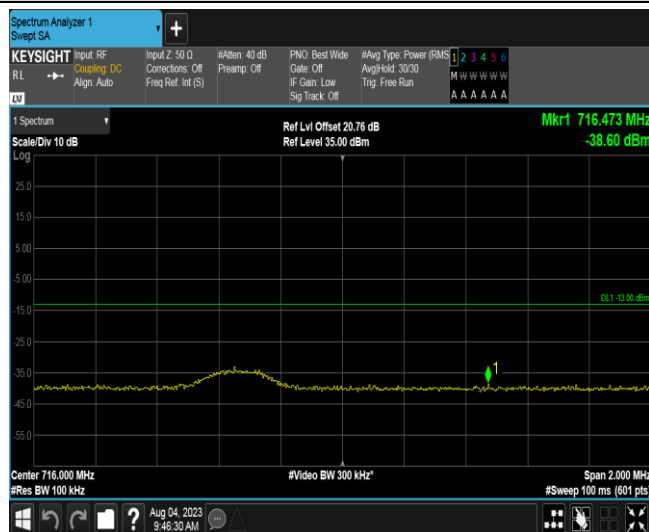 Spectrum Analyzer 1
Swept SA
+
KEYSIGHT
RL
LXI
Input: RF
Coupling: DC
Align: Auto
Input Z: 50 Ω
Corrections: Off
Freq Ref: Int (S)
#Atten: 40 dB
Preamp: Off
PNO: Best Wide
Gate: Off
IF Gain: Low
Sig Track: Off
#Avg Type: Power (RMS
Avg|Hold: 30/30
Trig: Free Run
1 2 3 4 5 6
M W W W W W
A A A A A A
1 Spectrum
Scale/Div 10 dB
Log
Ref Lvl Offset 20.76 dB
Ref Level 35.00 dBm
Mkr1 716.473 MHz
-38.60 dBm
25.0
15.0
5.00
-5.00
DL1 -13.00 dBm
-15.0
-25.0
-35.0
1
-45.0
-55.0
Center 716.000 MHz
#Res BW 100 kHz
#Video BW 300 kHz*
Span 2.000 MHz
#Sweep 100 ms (601 pts)
?
Aug 04, 2023
9:46:30 AM